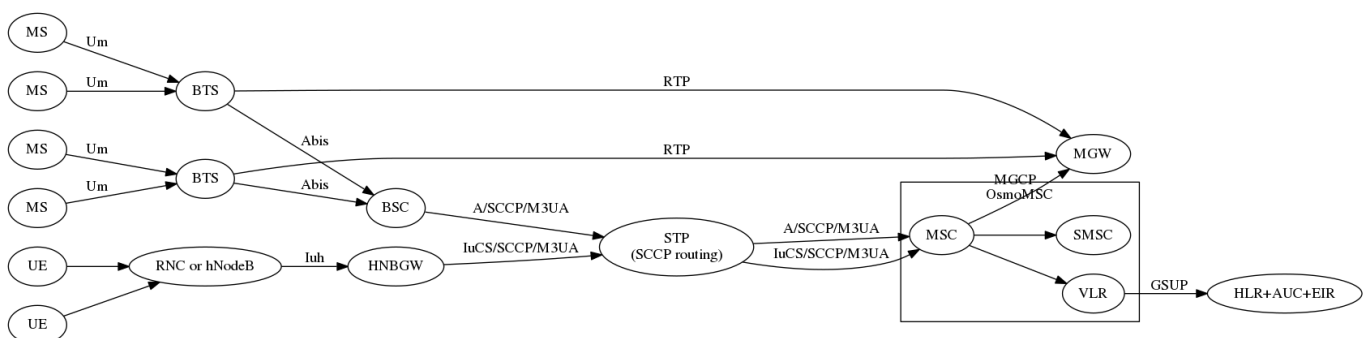 MS
Um
MS
Um
BTS
RTP
MS
Um
Abis
RTP
MGW
MS
Um
BTS
Abis
BSC
A/SCCP/M3UA
MGCP
OsmoMSC
STP
(SCCP routing)
A/SCCP/M3UA
IuCS/SCCP/M3UA
MSC
SMSC
UE
RNC or hNodeB
Iuh
HNBGW
IuCS/SCCP/M3UA
VLR
GSUP
HLR+AUC+EIR
UE